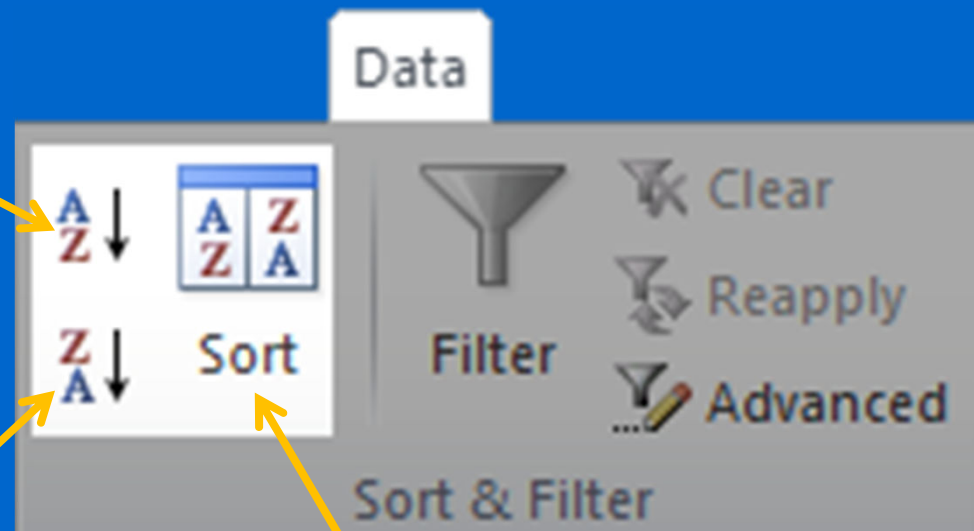 Data
A
Z
A Z
Z A
Z
A
Sort
Filter
Clear
Reapply
Advanced
Sort & Filter